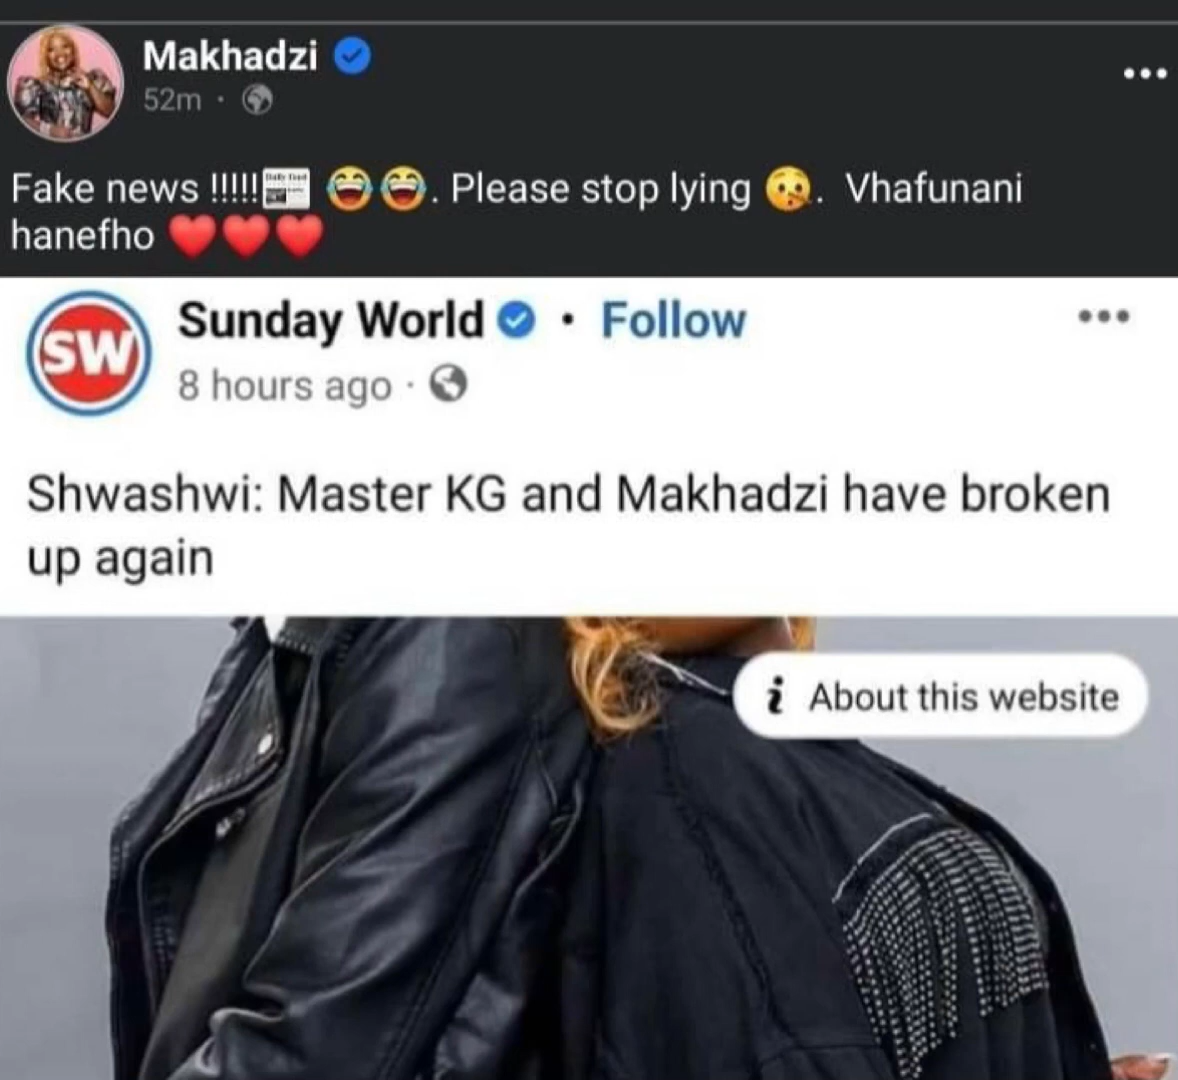 Makhadzi
52m ·
Fake news !!!!!📰 😂😂. Please stop lying 🤥. Vhafunani
hanefho ❤️❤️❤️
SW
Sunday World · Follow
8 hours ago ·
Shwashwi: Master KG and Makhadzi have broken
up again
i About this website